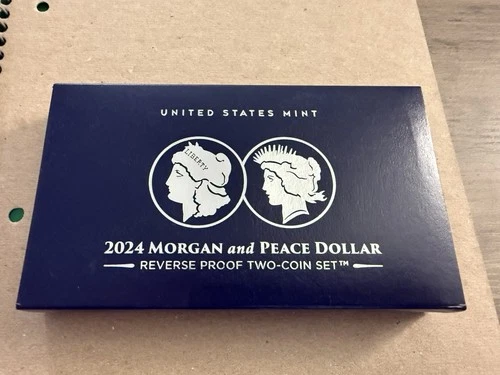 UNITED STATES MINT
LIBERTY
2024 MORGAN and PEACE DOLLAR
REVERSE PROOF TWO-COIN SET™